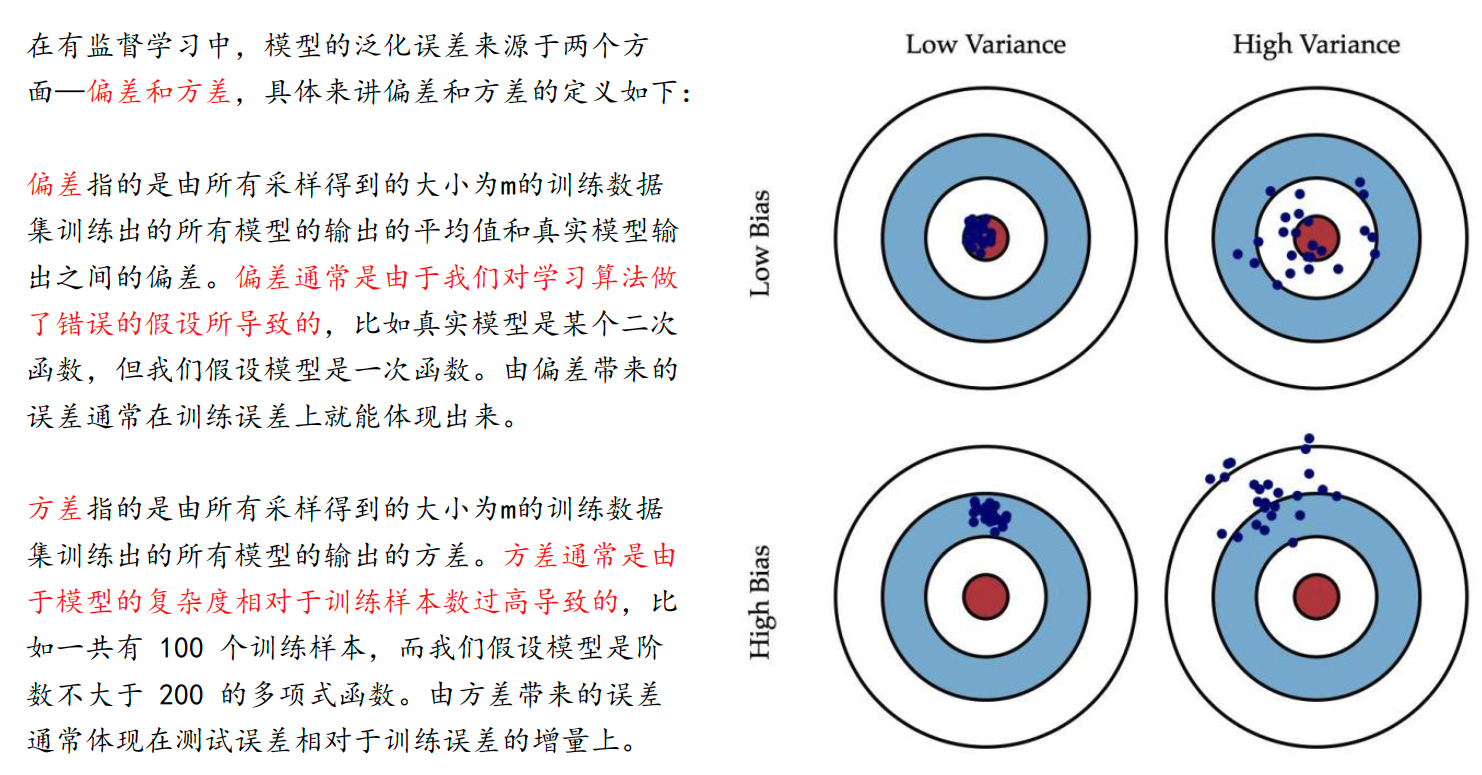 在有监督学习中，模型的泛化误差来源于两个方
面—偏差和方差，具体来讲偏差和方差的定义如下：
偏差指的是由所有采样得到的大小为m的训练数据
集训练出的所有模型的输出的平均值和真实模型输
出之间的偏差。偏差通常是由于我们对学习算法做
了错误的假设所导致的，比如真实模型是某个二次
函数，但我们假设模型是一次函数。由偏差带来的
误差通常在训练误差上就能体现出来。
方差指的是由所有采样得到的大小为m的训练数据
集训练出的所有模型的输出的方差。方差通常是由
于模型的复杂度相对于训练样本数过高导致的，比
如一共有 100 个训练样本，而我们假设模型是阶
数不大于 200 的多项式函数。由方差带来的误差
通常体现在测试误差相对于训练误差的增量上。
Low Variance
High Variance
Low Bias
High Bias